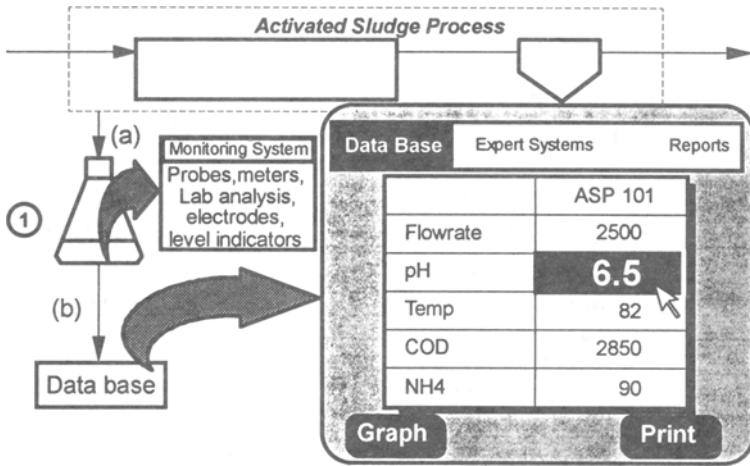 Activated Sludge Process
(a)
Monitoring System
Probes,meters,
Lab analysis,
electrodes,
level indicators
1
(b)
Data base
Data Base Expert Systems Reports
ASP 101
Flowrate 2500
pH 6.5
Temp 82
COD 2850
NH4 90
Graph Print